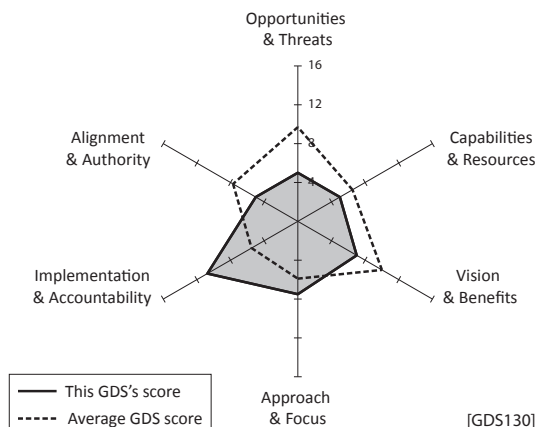 Opportunities
& Threats
16
12
8
4
Alignment
& Authority
Capabilities
& Resources
Implementation
& Accountability
Vision
& Benefits
Approach
& Focus
This GDS's score
Average GDS score
[GDS130]